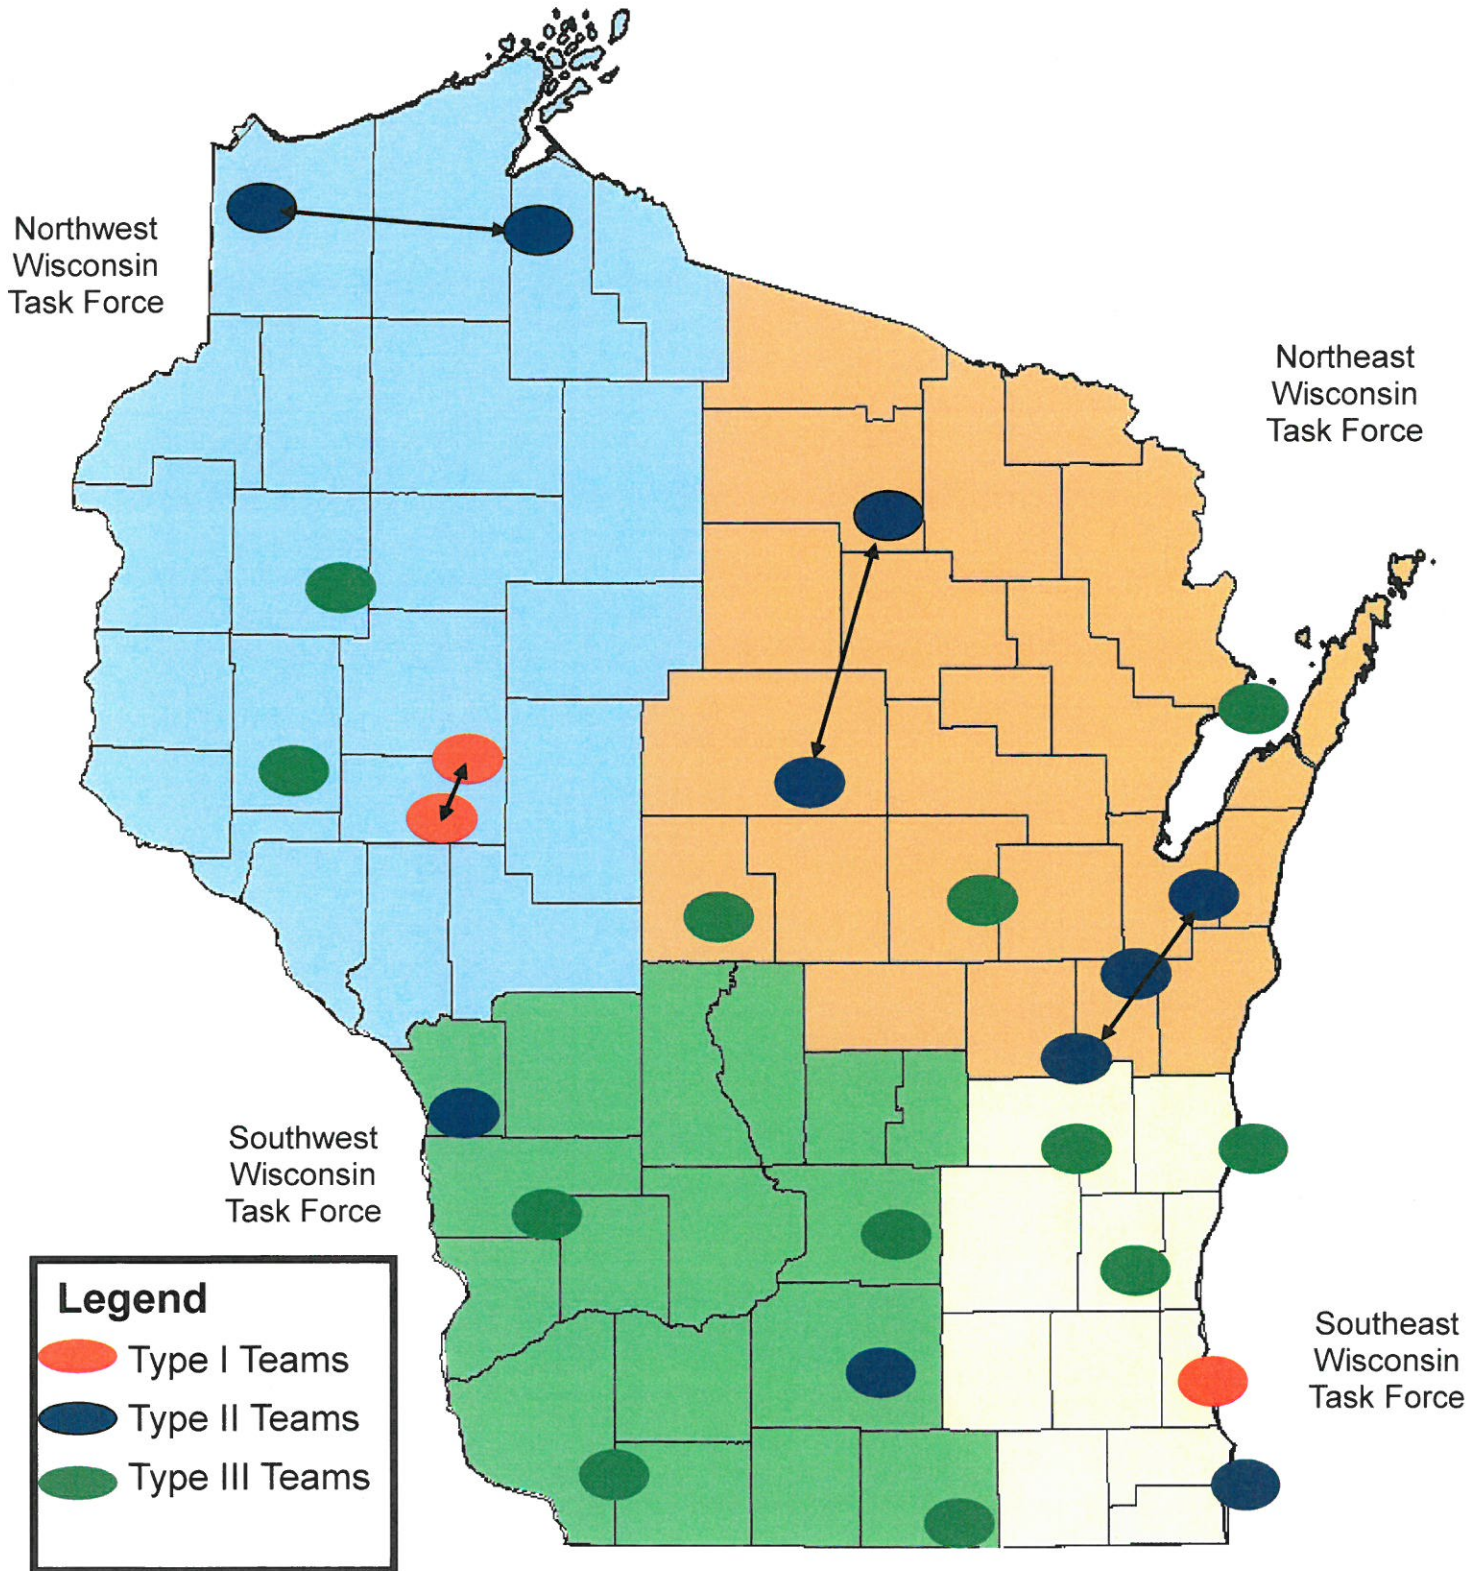 Northwest
Wisconsin
Task Force
Northeast
Wisconsin
Task Force
Southwest
Wisconsin
Task Force
Southeast
Wisconsin
Task Force
Legend
Type I Teams
Type II Teams
Type III Teams